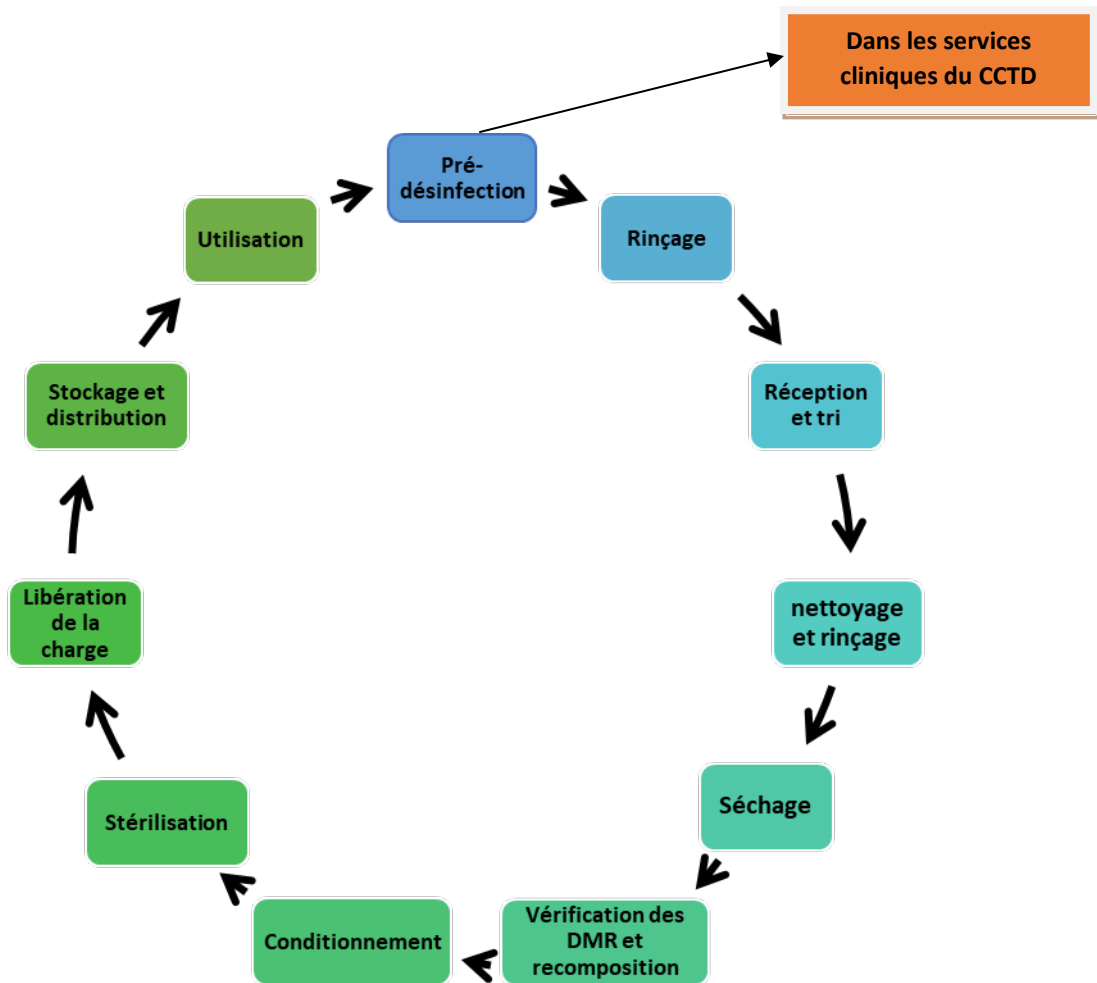 Dans les services
cliniques du CCTD
Pré-
désinfection
Rinçage
Réception
et tri
nettoyage
et rinçage
Séchage
Vérification des
DMR et
recomposition
Conditionnement
Stérilisation
Libération
de la
charge
Stockage et
distribution
Utilisation